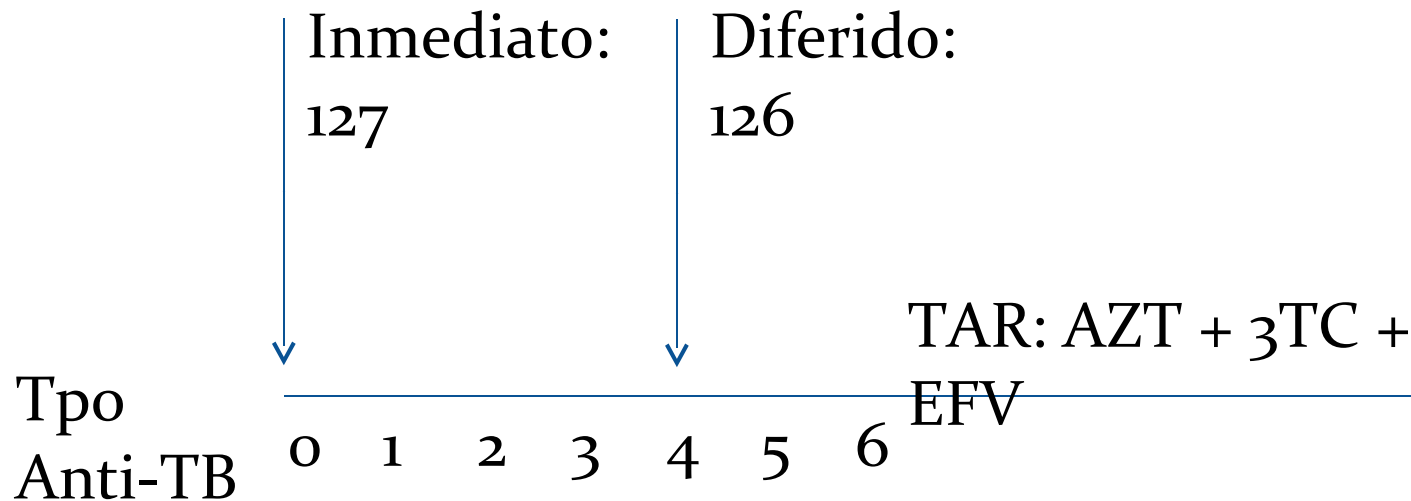 Inmediato:
127
Diferido:
126
TAR: AZT + 3TC +
EFV
Tpo
Anti-TB
0 1 2 3 4 5 6